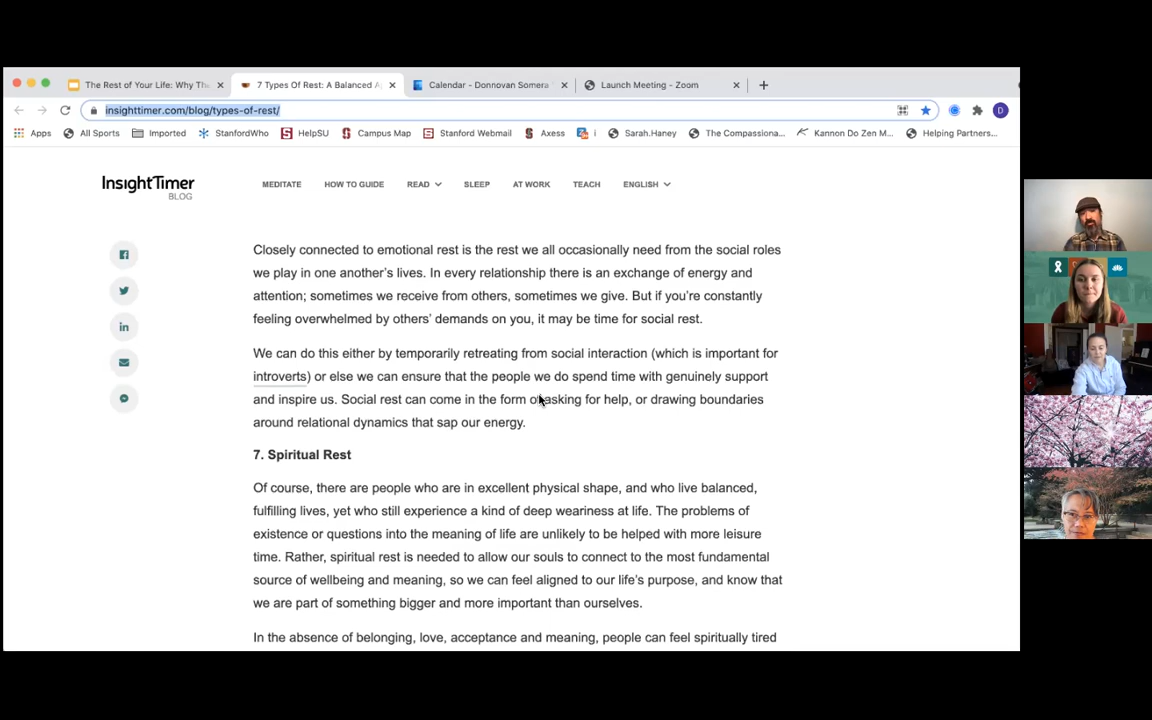 The Rest of Your Life: Why Th
7 Types Of Rest: A Balanced A
Calendar - Donnovan Somera
Launch Meeting - Zoom
insighttimer.com/blog/types-of-rest/
D
Apps
All Sports
Imported
StanfordWho
HelpSU
Campus Map
Stanford Webmail
Axess
i
Sarah.Haney
The Compassiona...
Kannon Do Zen M...
Helping Partners...
InsightTimer
BLOG
MEDITATE
HOW TO GUIDE
READ
SLEEP
AT WORK
TEACH
ENGLISH
Closely connected to emotional rest is the rest we all occasionally need from the social roles
we play in one another's lives. In every relationship there is an exchange of energy and
attention; sometimes we receive from others, sometimes we give. But if you're constantly
feeling overwhelmed by others' demands on you, it may be time for social rest.
We can do this either by temporarily retreating from social interaction (which is important for
introverts) or else we can ensure that the people we do spend time with genuinely support
and inspire us. Social rest can come in the form of asking for help, or drawing boundaries
around relational dynamics that sap our energy.
7. Spiritual Rest
Of course, there are people who are in excellent physical shape, and who live balanced,
fulfilling lives, yet who still experience a kind of deep weariness at life. The problems of
existence or questions into the meaning of life are unlikely to be helped with more leisure
time. Rather, spiritual rest is needed to allow our souls to connect to the most fundamental
source of wellbeing and meaning, so we can feel aligned to our life's purpose, and know that
we are part of something bigger and more important than ourselves.
In the absence of belonging, love, acceptance and meaning, people can feel spiritually tired